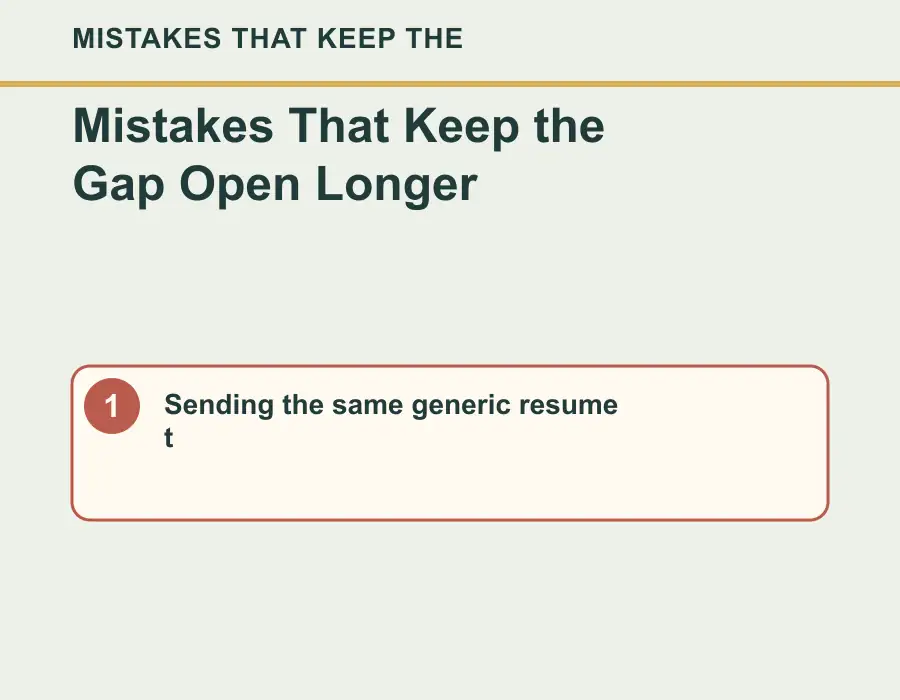 MISTAKES THAT KEEP THE
Mistakes That Keep the
Gap Open Longer
1
Sending the same generic resume
t